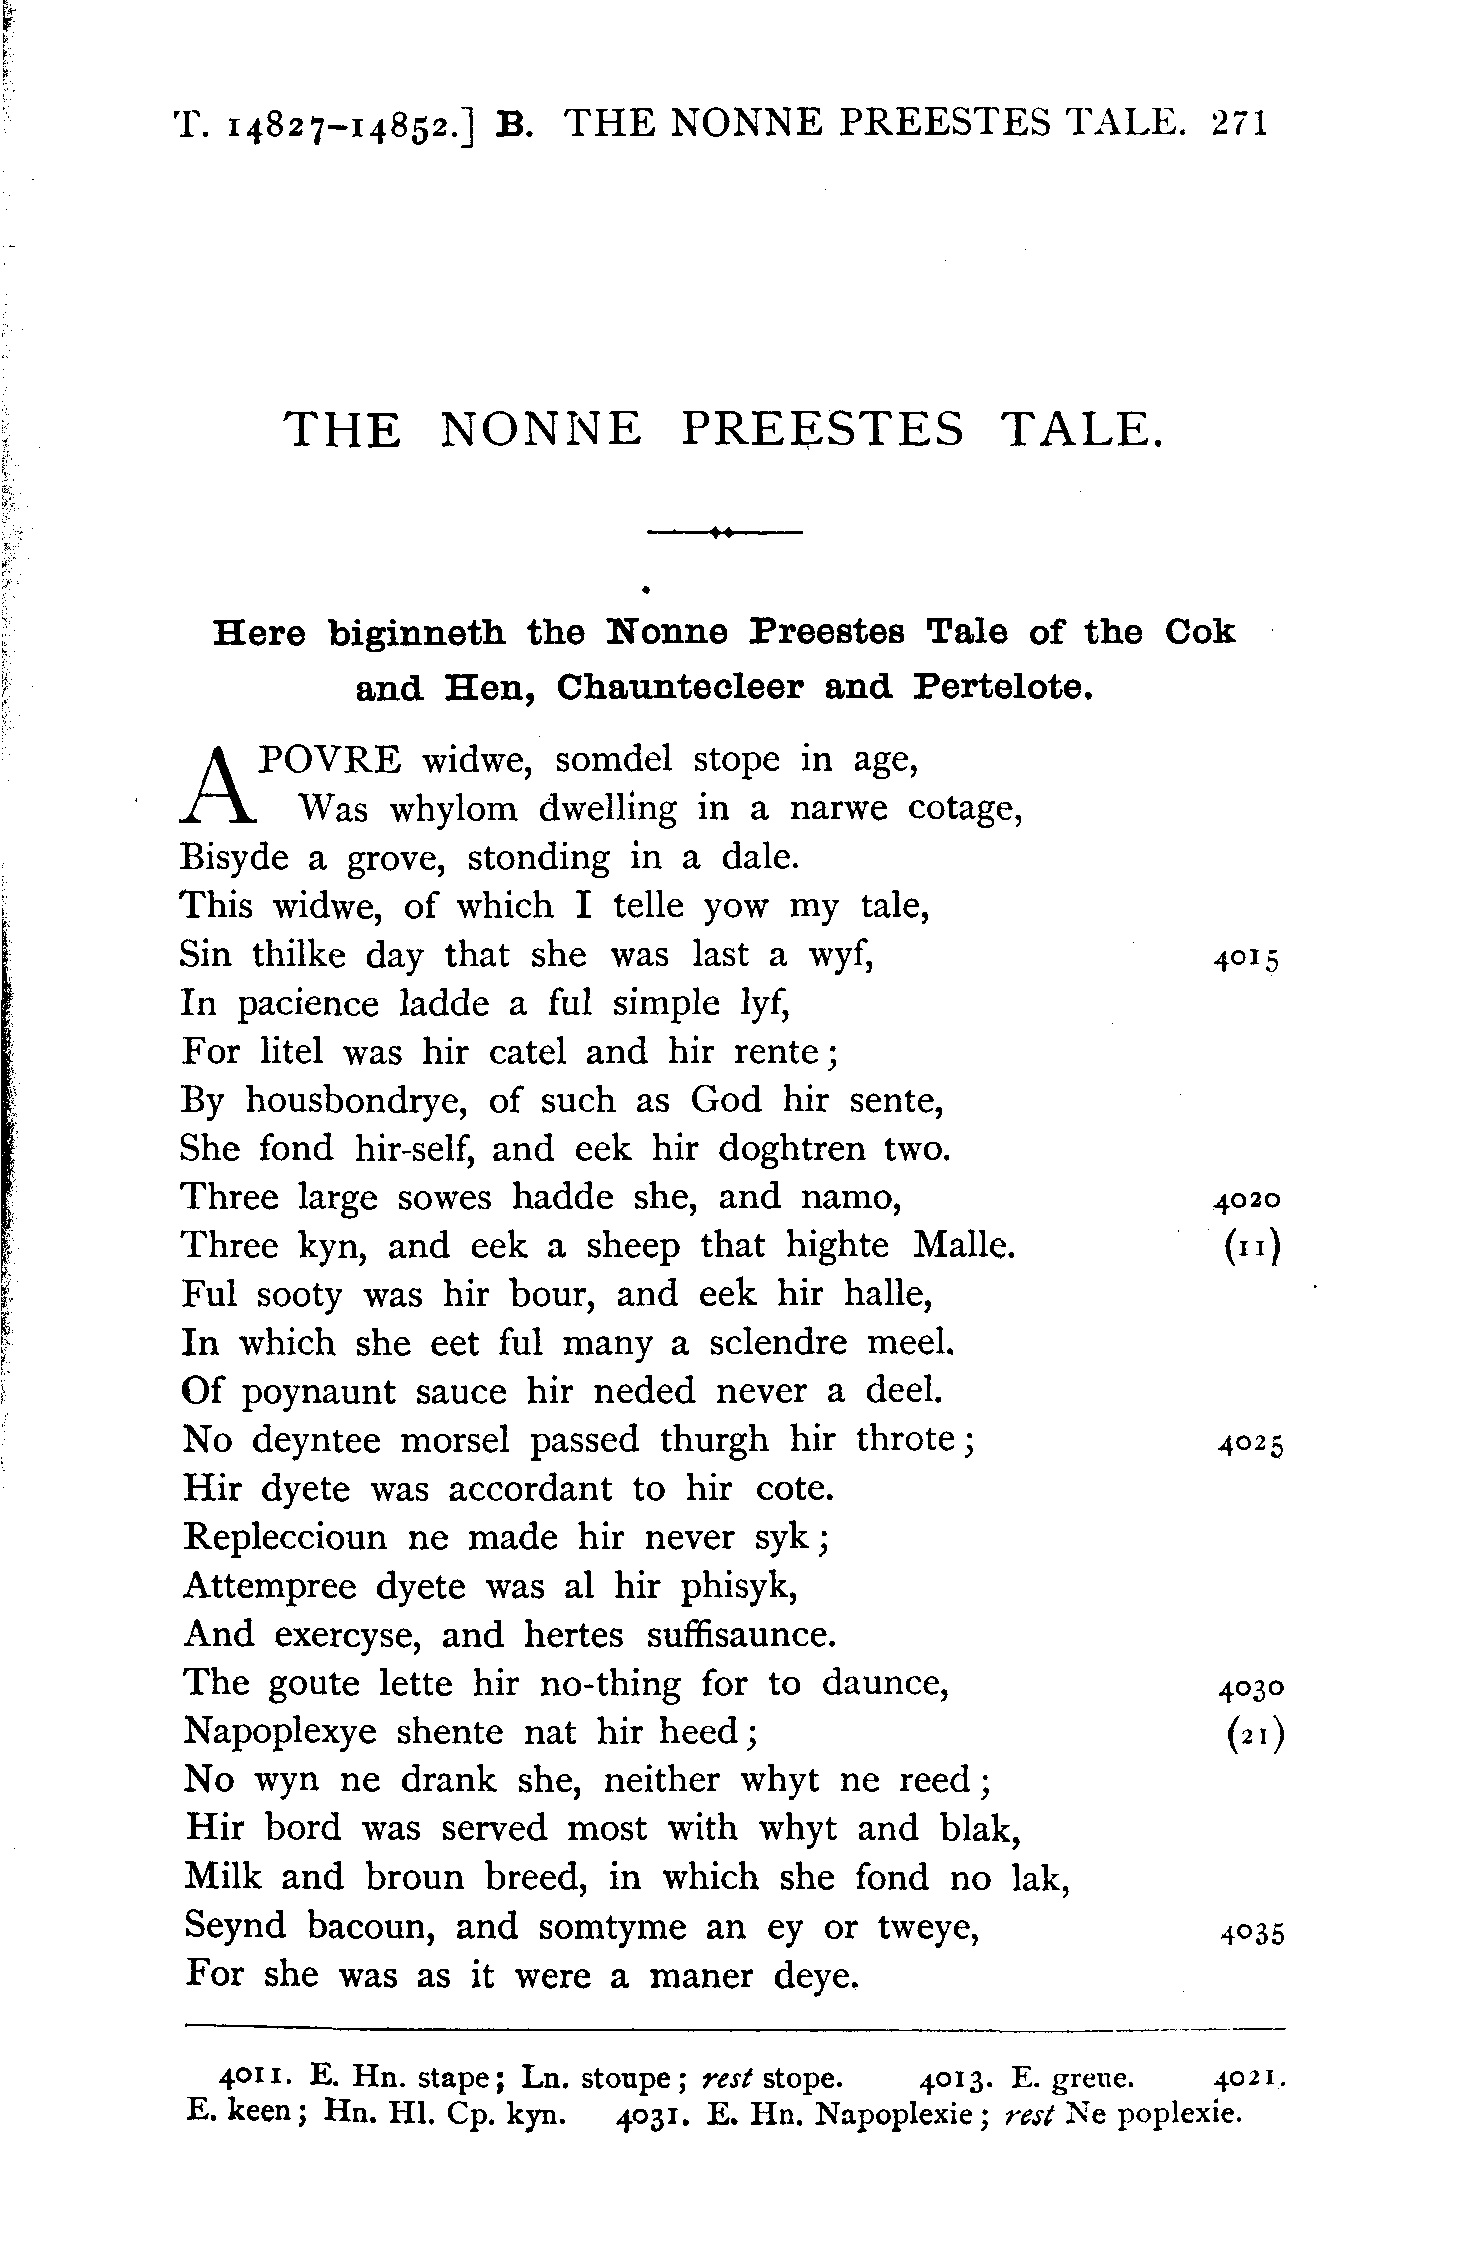 T. 14827-14852.] B. THE NONNE PREESTES TALE. 271
THE NONNE PREESTES TALE.
Here biginneth the Nonne Preestes Tale of the Cok
and Hen, Chauntecleer and Pertelote.
A POVRE widwe, somdel stope in age,
Was whylom dwelling in a narwe cotage,
Bisyde a grove, stonding in a dale.
This widwe, of which I telle yow my tale,
Sin thilke day that she was last a wyf, 4015
In pacience ladde a ful simple lyf,
For litel was hir catel and hir rente;
By housbondrye, of such as God hir sente,
She fond hir-self, and eek hir doghtren two.
Three large sowes hadde she, and namo, 4020
Three kyn, and eek a sheep that highte Malle. (11)
Ful sooty was hir bour, and eek hir halle,
In which she eet ful many a sclendre meel.
Of poynaunt sauce hir neded never a deel.
No deyntee morsel passed thurgh hir throte; 4025
Hir dyete was accordant to hir cote.
Repleccioun ne made hir never syk;
Attempree dyete was al hir phisyk,
And exercyse, and hertes suffisaunce.
The goute lette hir no-thing for to daunce, 4030
Napoplexye shente nat hir heed; (21)
No wyn ne drank she, neither whyt ne reed;
Hir bord was served most with whyt and blak,
Milk and broun breed, in which she fond no lak,
Seynd bacoun, and somtyme an ey or tweye, 4035
For she was as it were a maner deye.
4011. E. Hn. stape; Ln. stoupe; rest stope. 4013. E. grene. 4021.
E. keen; Hn. Hl. Cp. kyn. 4031. E. Hn. Napoplexie; rest Ne poplexie.